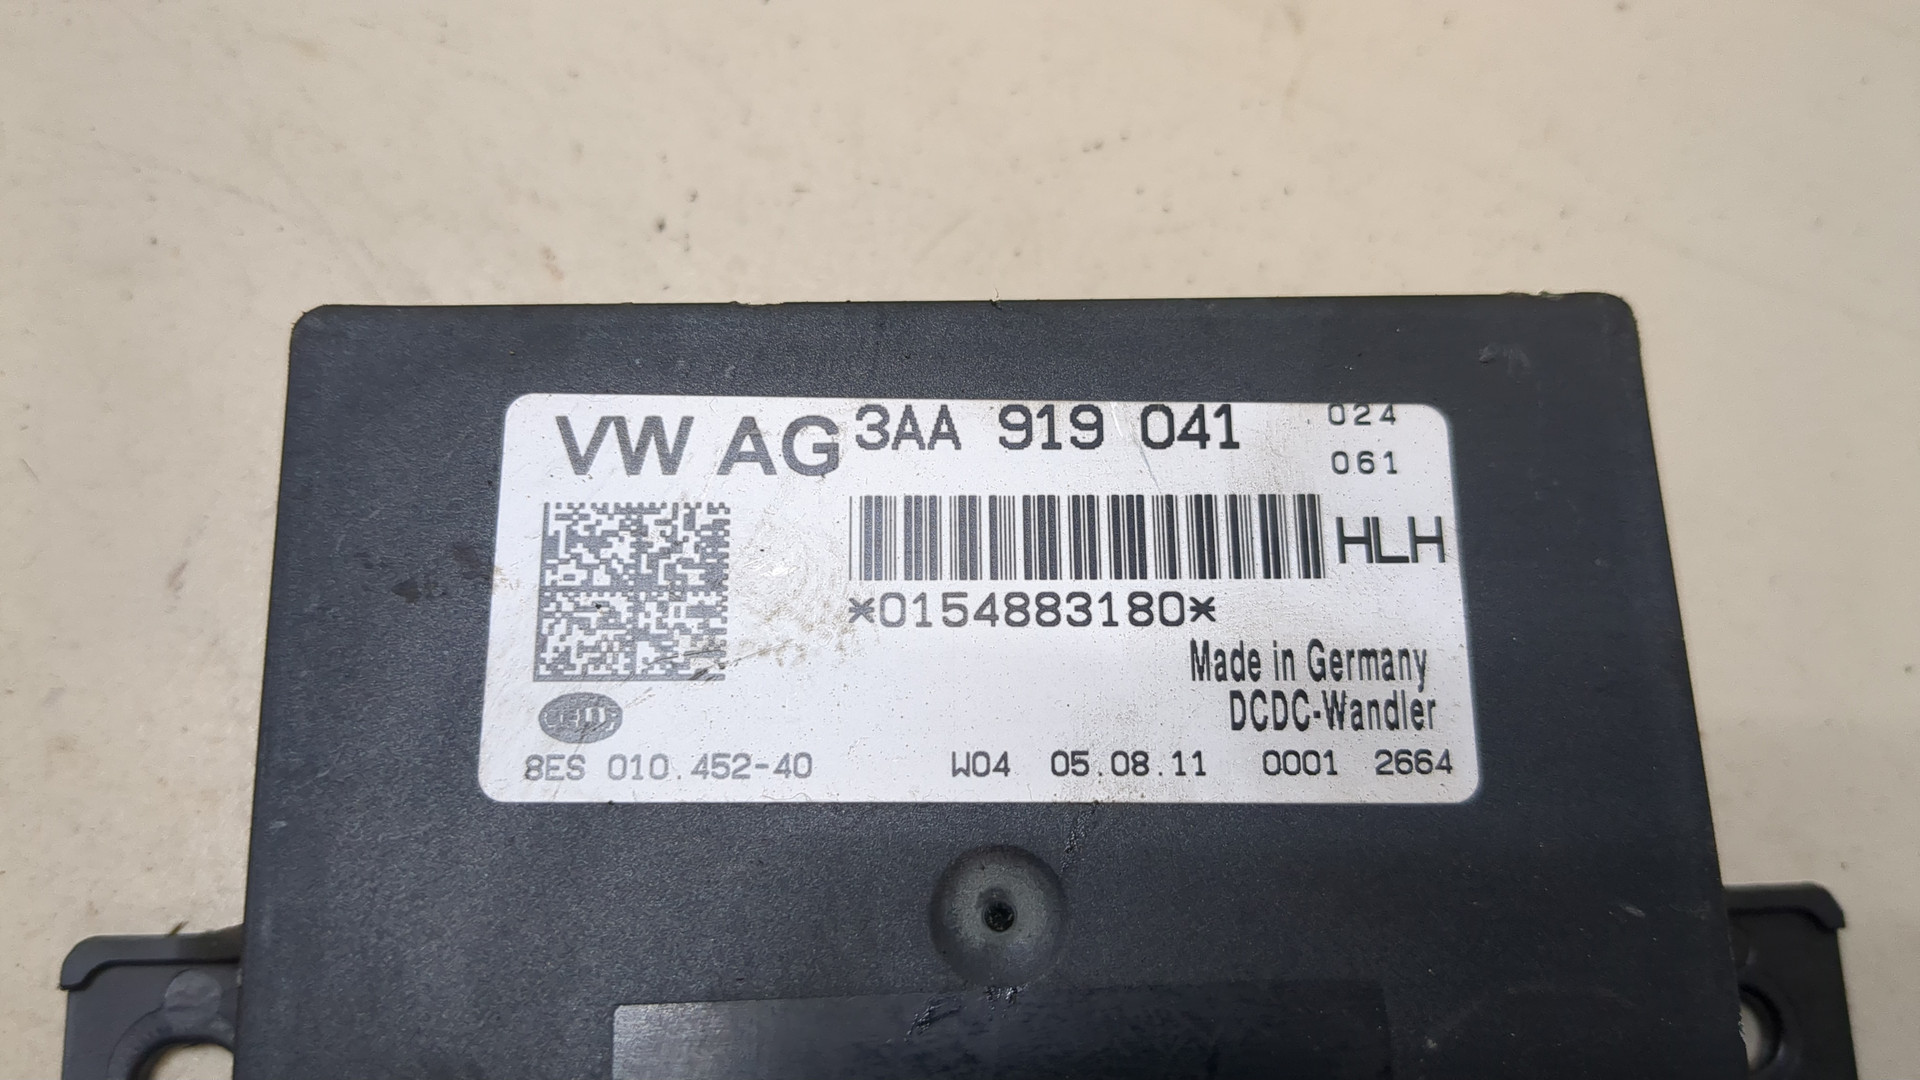 VW AG 3AA 919 041 024
061
HLH
*0154883180*
Made in Germany
DCDC-Wandler
HELLA
8ES 010.452-40 W04 05.08.11 0001 2664